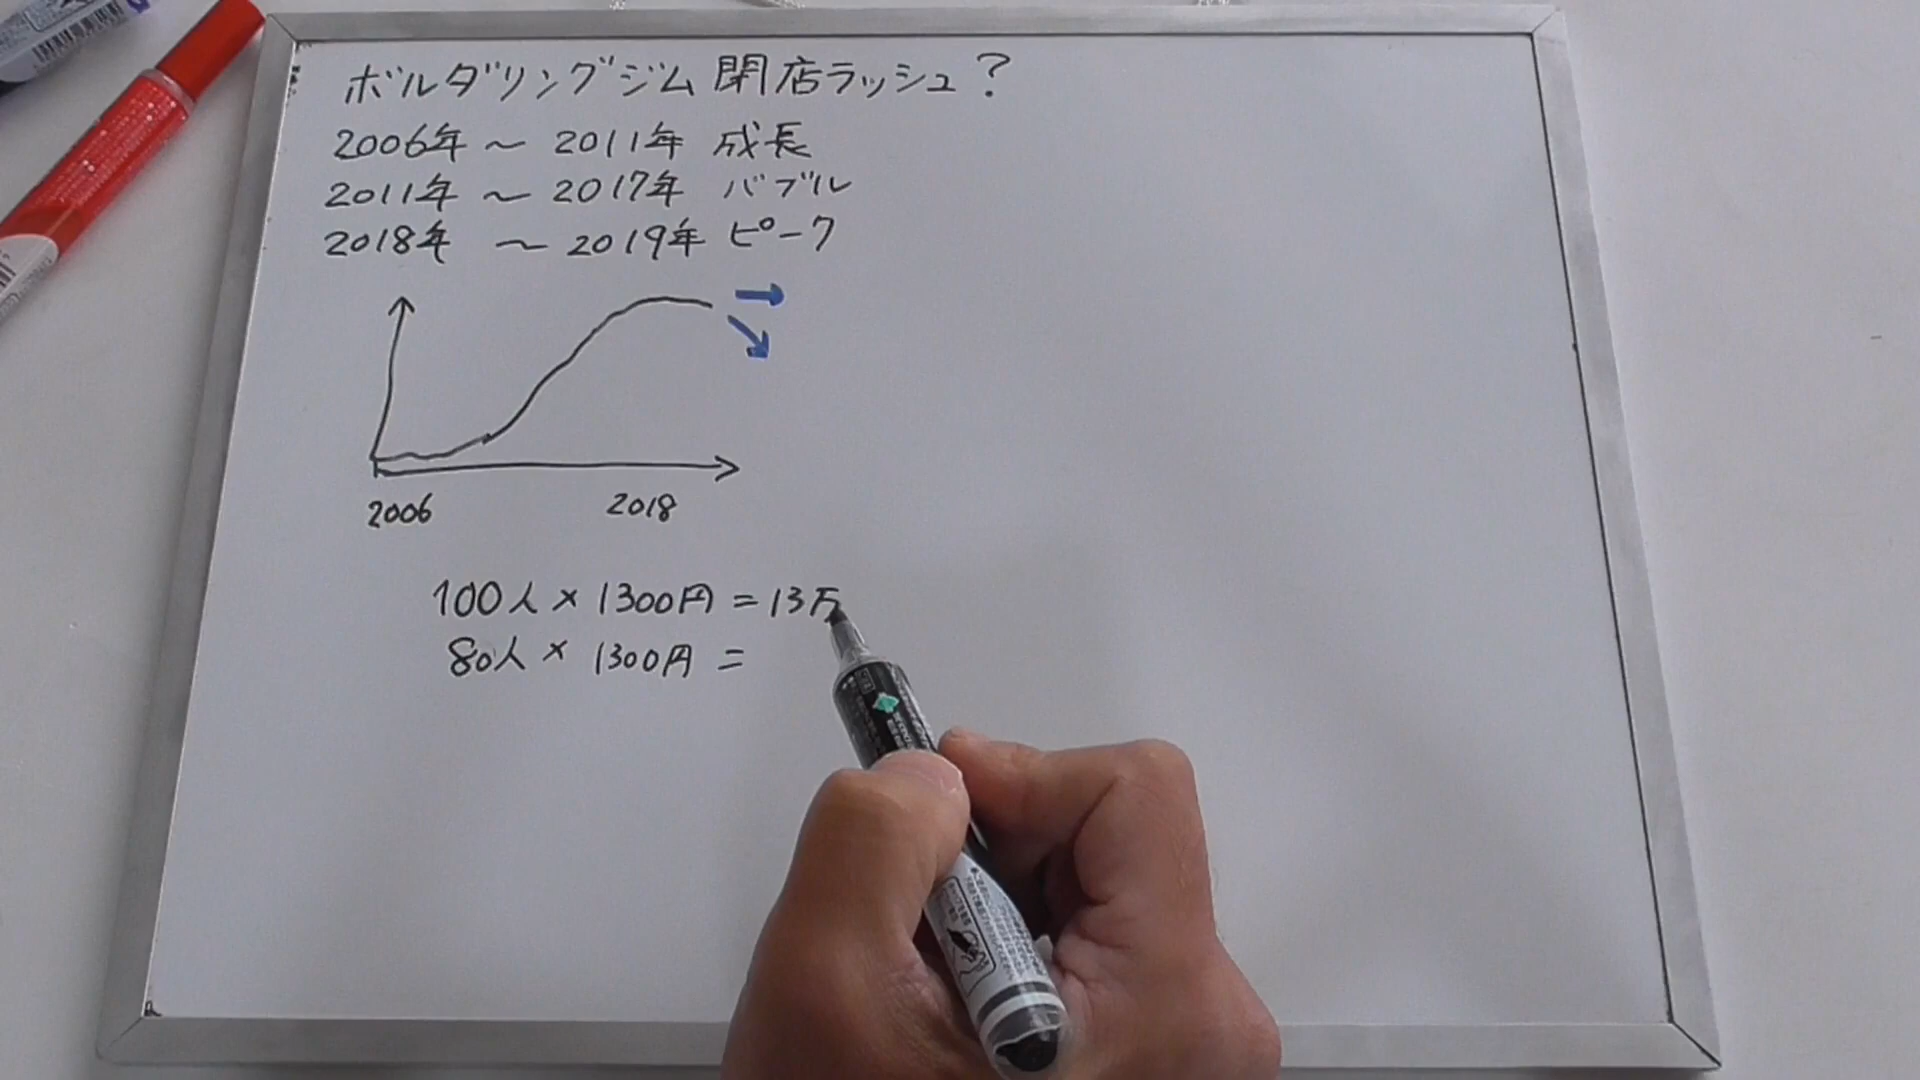 ボルダリングジム閉店ラッシュ?
2006年 〜 2011年 成長
2011年 〜 2017年 バブル
2018年 〜 2019年 ピーク
2006 2018
100人 × 1300円 = 13万
80人 × 1300円 =